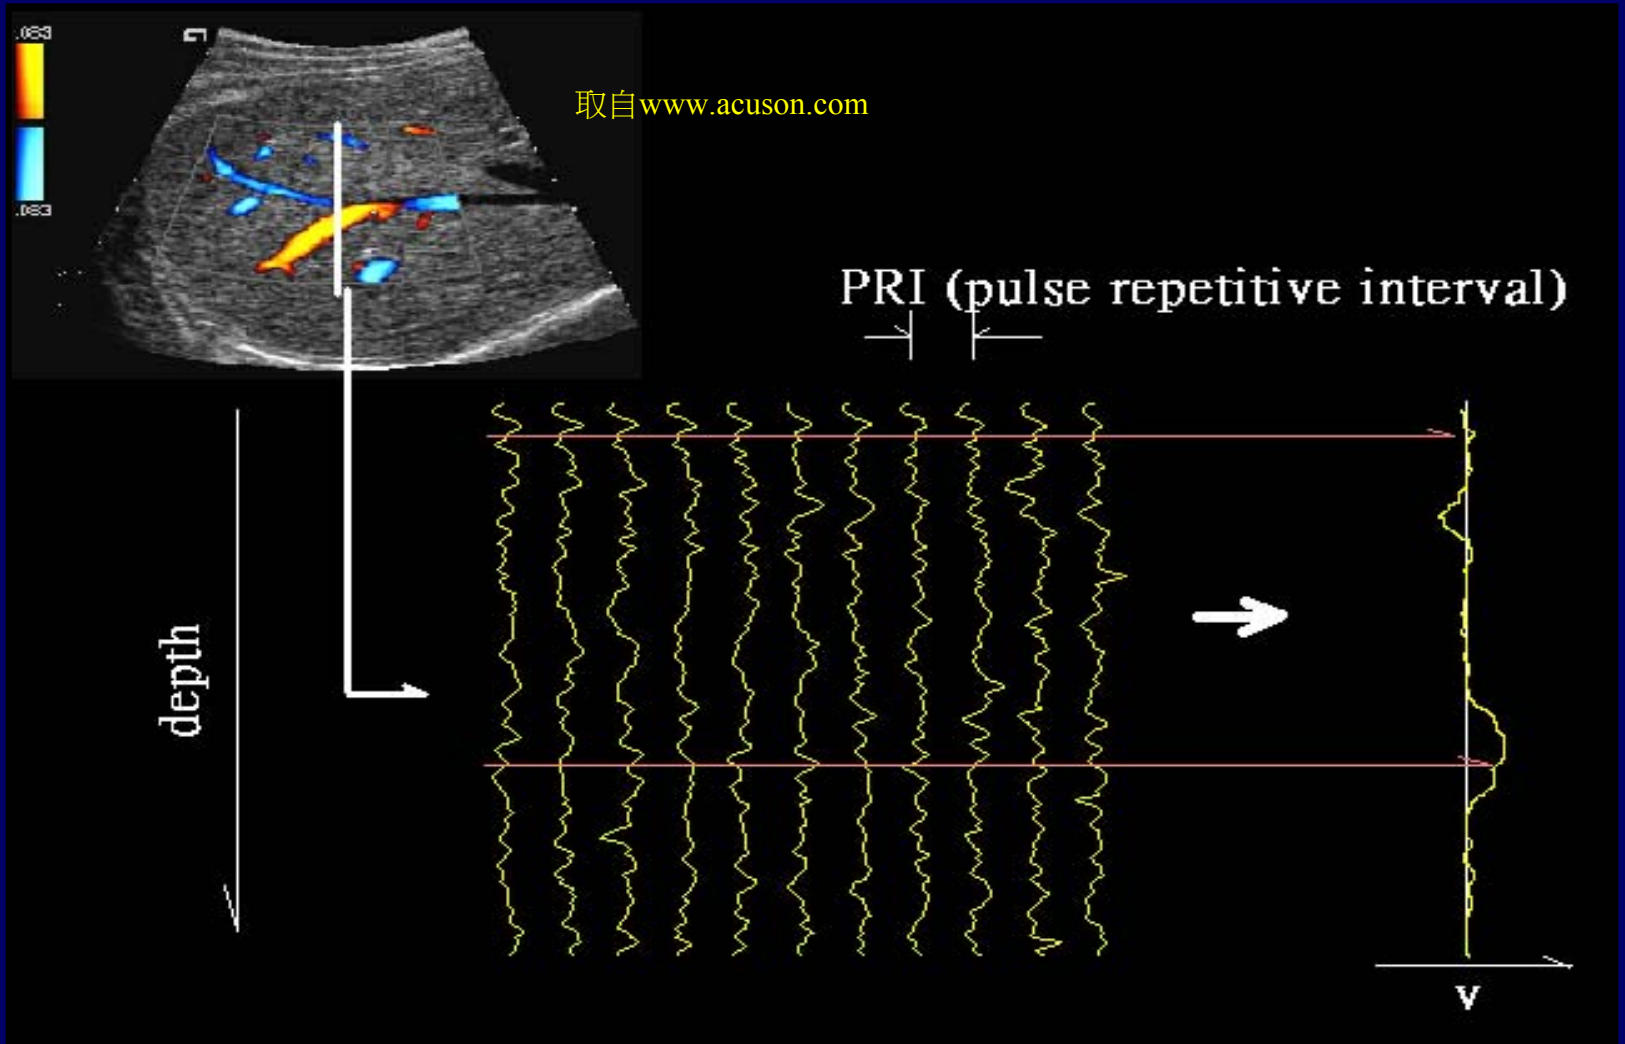 .083
.083
取自www.acuson.com
PRI (pulse repetitive interval)
depth
v